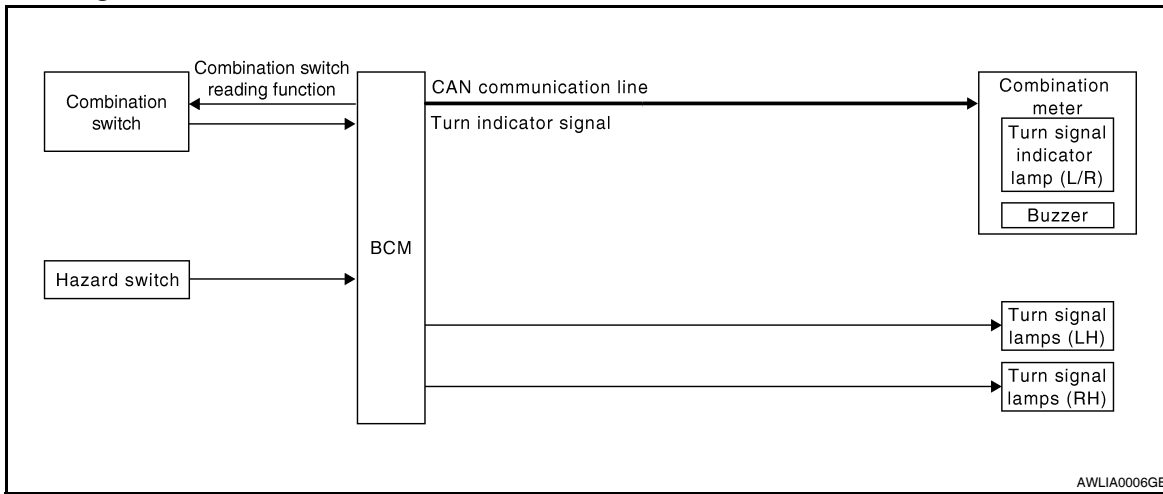 Combination switch
reading function
Combination
switch
CAN communication line
Turn indicator signal
Combination
meter
Turn signal
indicator
lamp (L/R)
Buzzer
BCM
Hazard switch
Turn signal
lamps (LH)
Turn signal
lamps (RH)